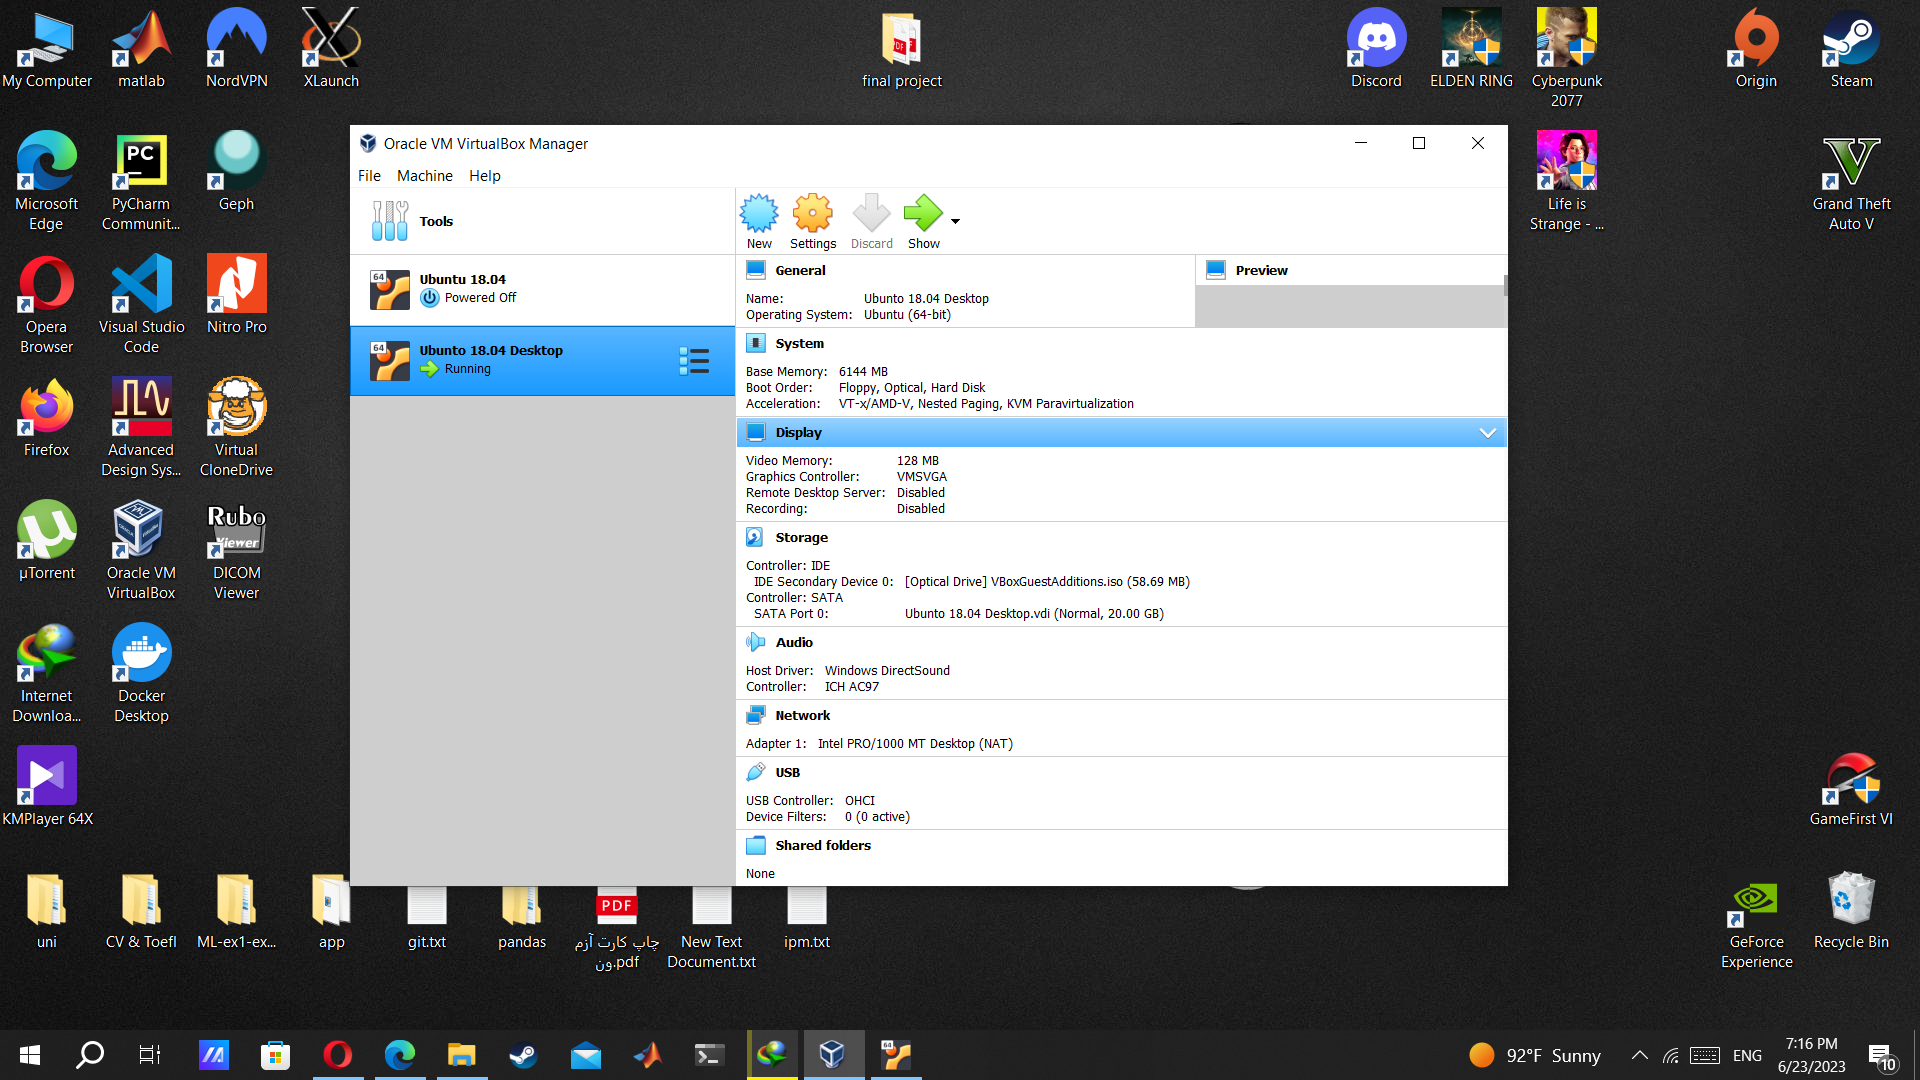 My Computer
matlab
NordVPN
XLaunch
final project
Discord
ELDEN RING
Cyberpunk
2077
Origin
Steam
Microsoft
Edge
PC
PyCharm
Communit...
Geph
Life is
Strange - ...
Grand Theft
Auto V
Opera
Browser
Visual Studio
Code
Nitro Pro
Firefox
Advanced
Design Sys...
Virtual
CloneDrive
µTorrent
Oracle VM
VirtualBox
Rubo
Viewer
DICOM
Viewer
Internet
Downloa...
Docker
Desktop
KMPlayer 64X
GameFirst VI
Oracle VM VirtualBox Manager
File Machine Help
Tools
New
Settings
Discard
Show
64
Ubuntu 18.04
Powered Off
64
Ubunto 18.04 Desktop
Running
General
Name: Ubunto 18.04 Desktop
Operating System: Ubuntu (64-bit)
Preview
System
Base Memory: 6144 MB
Boot Order: Floppy, Optical, Hard Disk
Acceleration: VT-x/AMD-V, Nested Paging, KVM Paravirtualization
Display
Video Memory: 128 MB
Graphics Controller: VMSVGA
Remote Desktop Server: Disabled
Recording: Disabled
Storage
Controller: IDE
IDE Secondary Device 0: [Optical Drive] VBoxGuestAdditions.iso (58.69 MB)
Controller: SATA
SATA Port 0: Ubunto 18.04 Desktop.vdi (Normal, 20.00 GB)
Audio
Host Driver: Windows DirectSound
Controller: ICH AC97
Network
Adapter 1: Intel PRO/1000 MT Desktop (NAT)
USB
USB Controller: OHCI
Device Filters: 0 (0 active)
Shared folders
None
uni
CV & Toefl
ML-ex1-ex...
app
git.txt
pandas
PDF
چاپ کارت آزم
ون.pdf
New Text
Document.txt
ipm.txt
GeForce
Experience
Recycle Bin
92°F Sunny
ENG
7:16 PM
6/23/2023
10